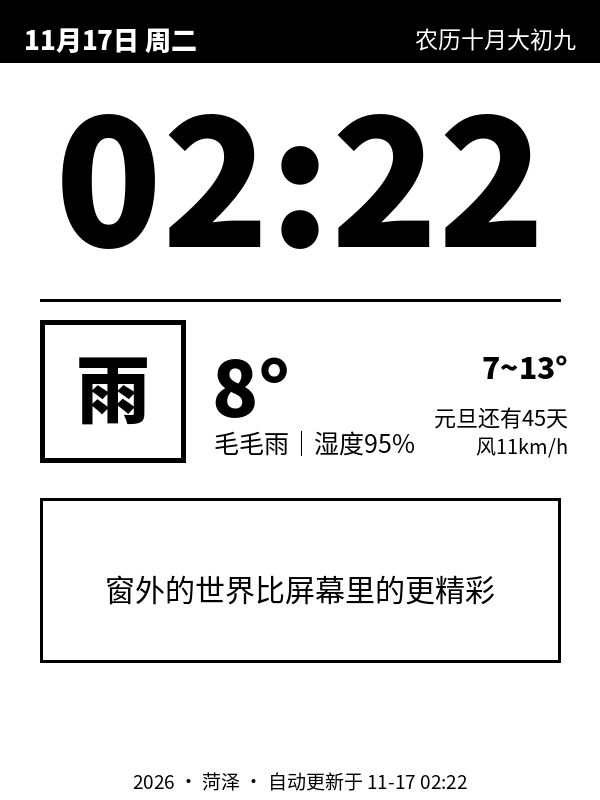 11月17日 周二
农历十月大初九
02:22
雨
8°
毛毛雨｜湿度95%
7~13°
元旦还有45天
风11km/h
窗外的世界比屏幕里的更精彩
2026 · 菏泽 · 自动更新于 11-17 02:22